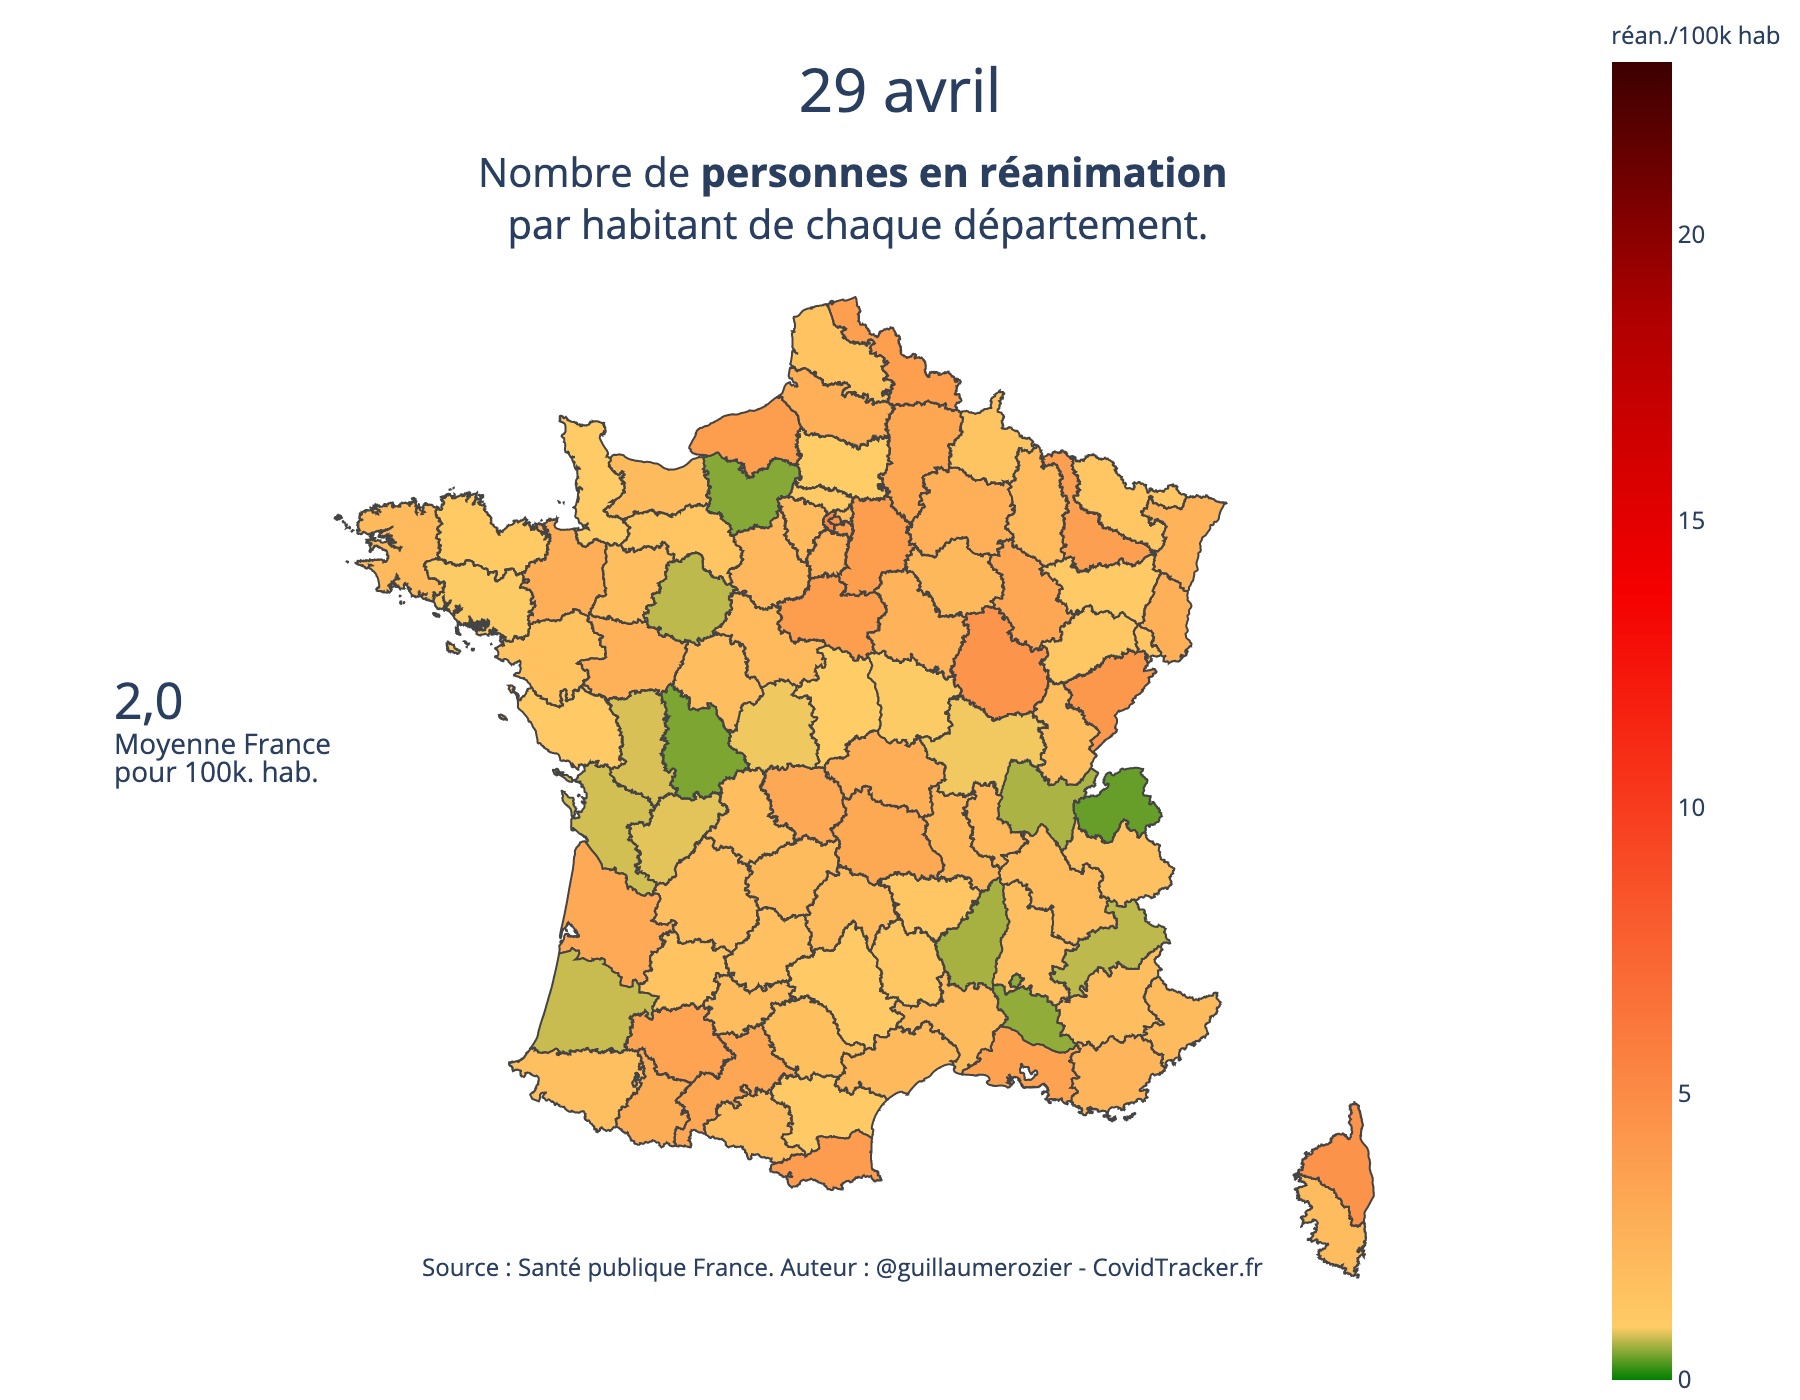 réan./100k hab
29 avril
Nombre de personnes en réanimation
par habitant de chaque département.
20
15
10
5
0
2,0
Moyenne France
pour 100k. hab.
Source : Santé publique France. Auteur : @guillaumerozier - CovidTracker.fr